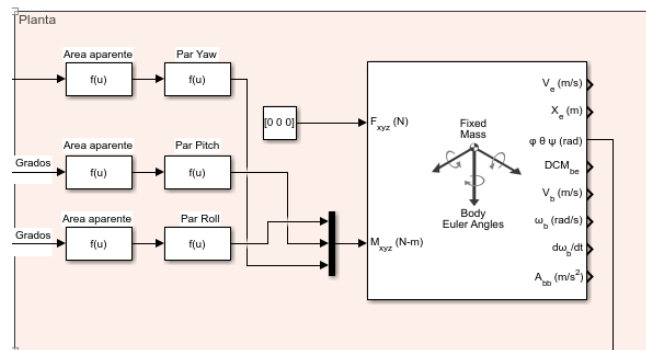 Planta
Area aparente
Par Yaw
f(u)
f(u)
[0 0 0]
Grados
Area aparente
Par Pitch
f(u)
f(u)
Grados
Area aparente
Par Roll
f(u)
f(u)
F_xyz (N)
M_xyz (N-m)
Fixed
Mass
Body
Euler Angles
V_e (m/s)
X_e (m)
φ θ ψ (rad)
DCM_be
V_b (m/s)
ω_b (rad/s)
dω_b/dt
A_bb (m/s²)